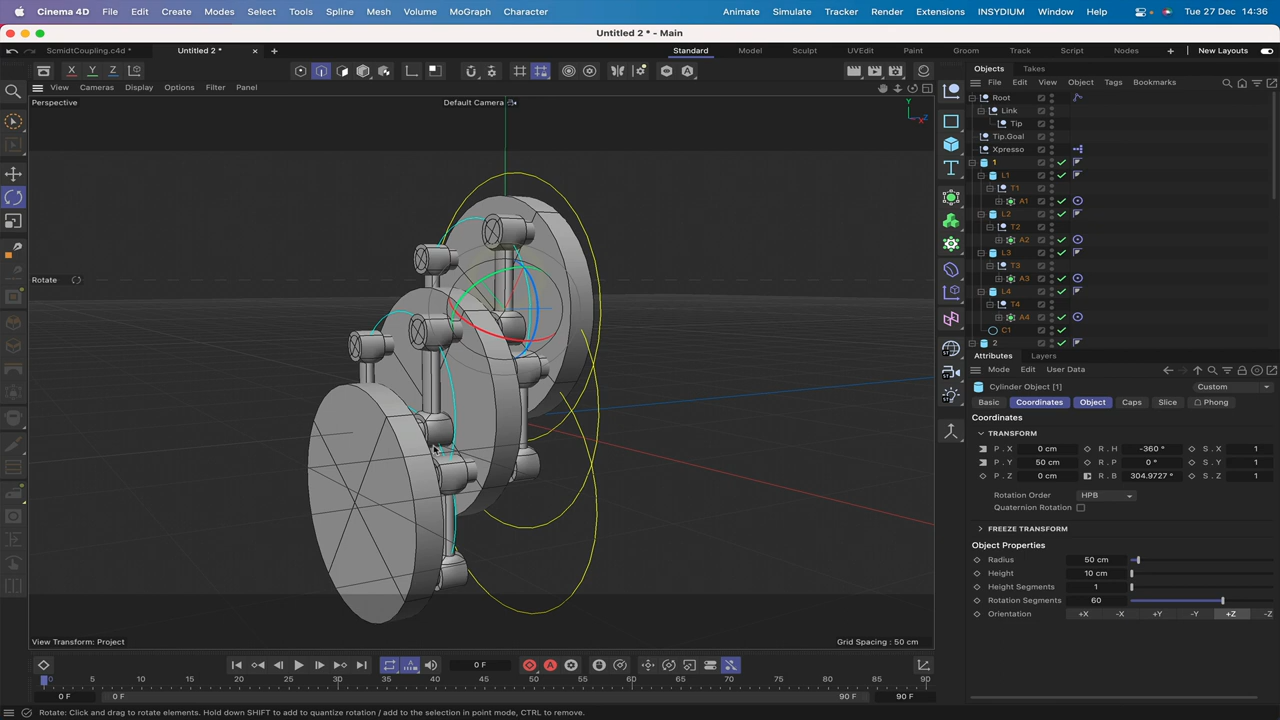 Cinema 4D File Edit Create Modes Select Tools Spline Mesh Volume MoGraph Character Animate Simulate Tracker Render Extensions INSYDIUM Window Help Tue 27 Dec 14:36
Untitled 2 * - Main
ScmidtCoupling.c4d * Untitled 2 * Standard Model Sculpt UVEdit Paint Groom Track Script Nodes New Layouts
X Y Z
Objects Takes
View Cameras Display Options Filter Panel
File Edit View Object Tags Bookmarks
Perspective
Default Camera
Y
X
Z
Root
Link
Tip
Tip.Goal
Xpresso
1
L1
T1
A1
L2
T2
A2
L3
T3
A3
L4
T4
A4
C1
2
Rotate
Attributes Layers
Mode Edit User Data
Cylinder Object [1] Custom
Basic Coordinates Object Caps Slice Phong
Coordinates
TRANSFORM
P . X 0 cm R . H -360 ° S . X 1
P . Y 50 cm R . P 0 ° S . Y 1
P . Z 0 cm R . B 304.9727 ° S . Z 1
Rotation Order HPB
Quaternion Rotation
FREEZE TRANSFORM
Object Properties
Radius 50 cm
Height 10 cm
Height Segments 1
Rotation Segments 60
Orientation +X -X +Y -Y +Z -Z
View Transform: Project
Grid Spacing : 50 cm
0 F
0 5 10 15 20 25 30 35 40 45 50 55 60 65 70 75 80 85 90
0 F 0 F 90 F 90 F
Rotate: Click and drag to rotate elements. Hold down SHIFT to add to quantize rotation / add to the selection in point mode, CTRL to remove.